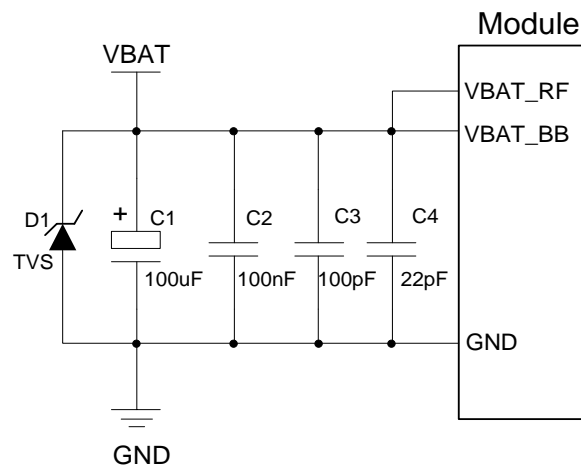 Module
VBAT
VBAT_RF
VBAT_BB
D1
+
C1
C2
C3
C4
TVS
100uF
100nF
100pF
22pF
GND
GND